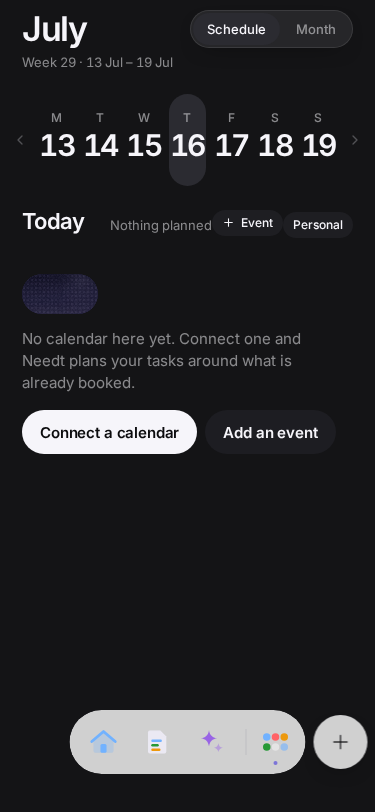 July
Schedule
Month
Week 29 · 13 Jul – 19 Jul
M T W T F S S
13 14 15 16 17 18 19
Today
Nothing planned
+ Event
Personal
No calendar here yet. Connect one and
Needt plans your tasks around what is
already booked.
Connect a calendar
Add an event